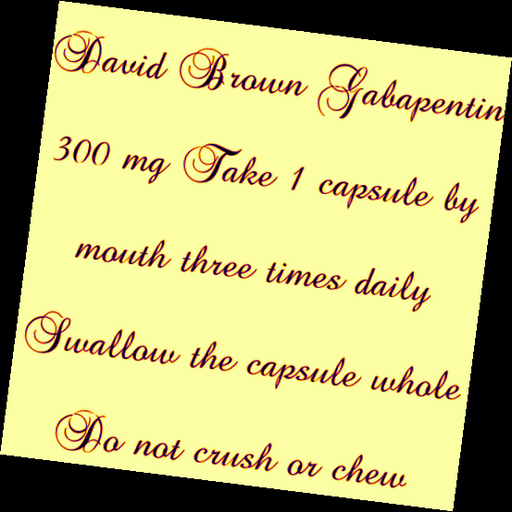 David Brown Gabapentin
300 mg Take 1 capsule by
mouth three times daily
Swallow the capsule whole
Do not crush or chew